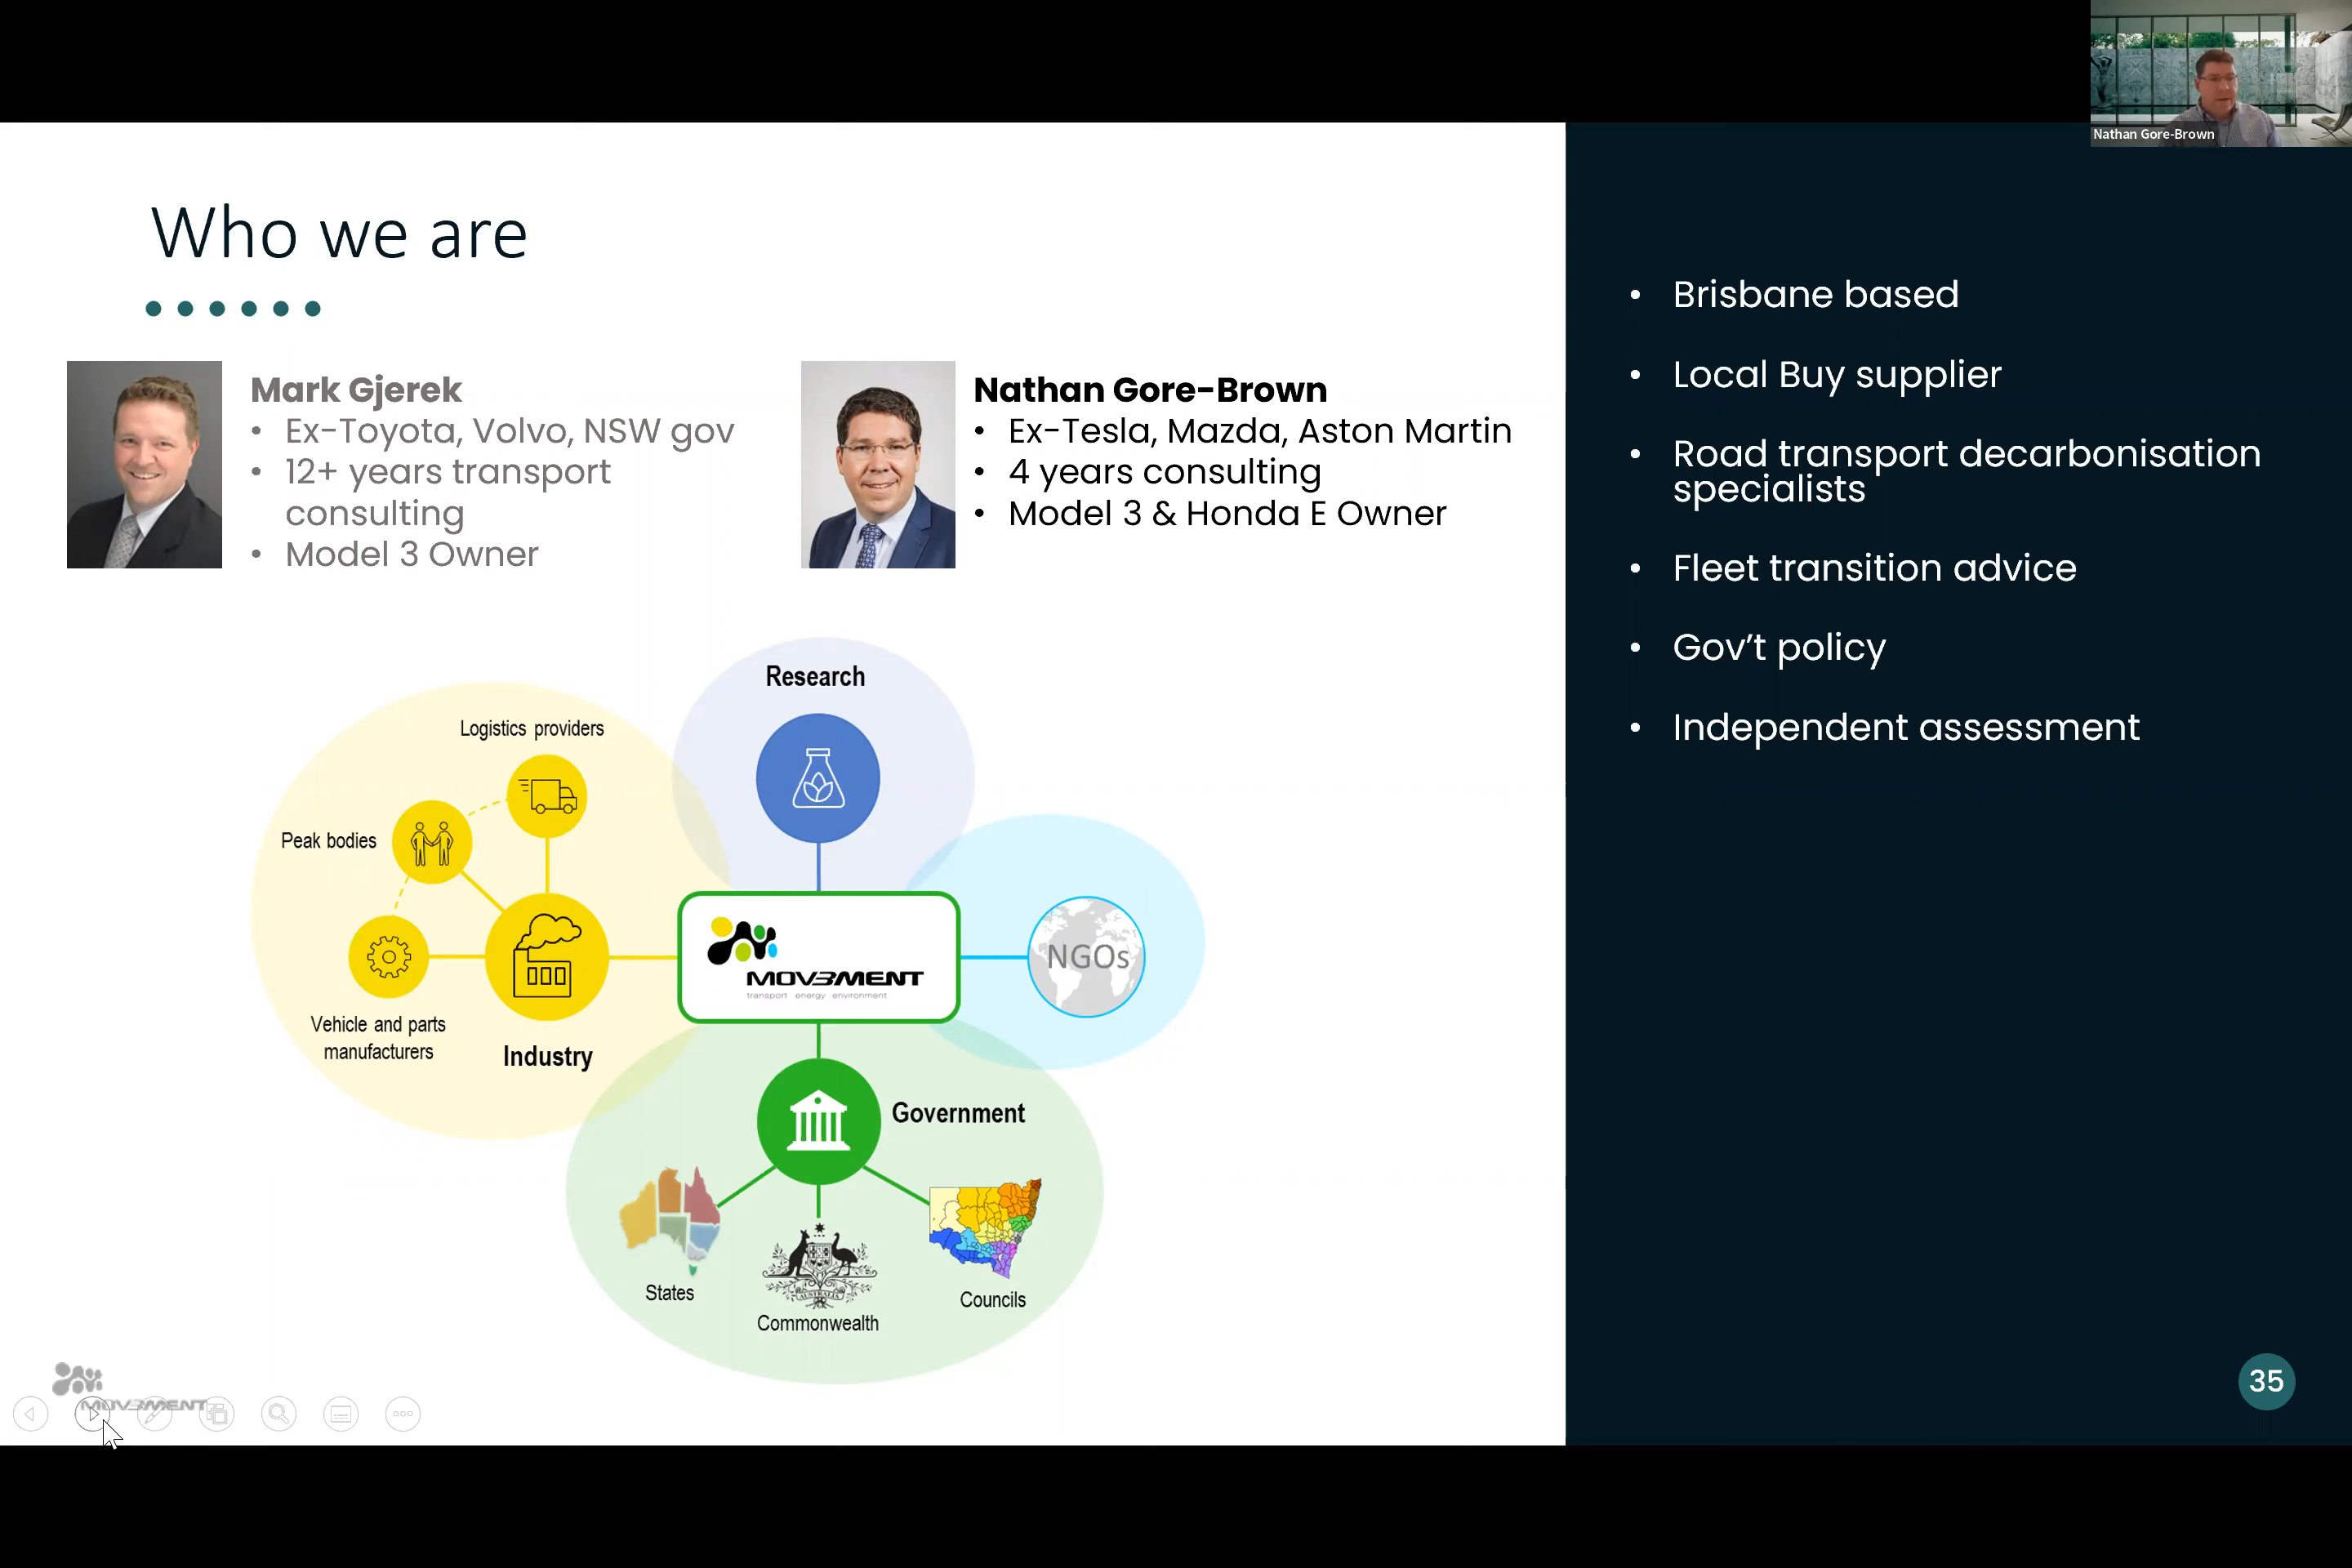 Nathan Gore-Brown
Who we are
Mark Gjerek
• Ex-Toyota, Volvo, NSW gov
• 12+ years transport
consulting
• Model 3 Owner
Nathan Gore-Brown
• Ex-Tesla, Mazda, Aston Martin
• 4 years consulting
• Model 3 & Honda E Owner
• Brisbane based
• Local Buy supplier
• Road transport decarbonisation
specialists
• Fleet transition advice
• Gov’t policy
• Independent assessment
Research
Logistics providers
Peak bodies
Vehicle and parts
manufacturers
Industry
MOV3MENT
transport energy environment
NGOs
Government
States
AUSTRALIA
Commonwealth
Councils
MOV3MENT
35